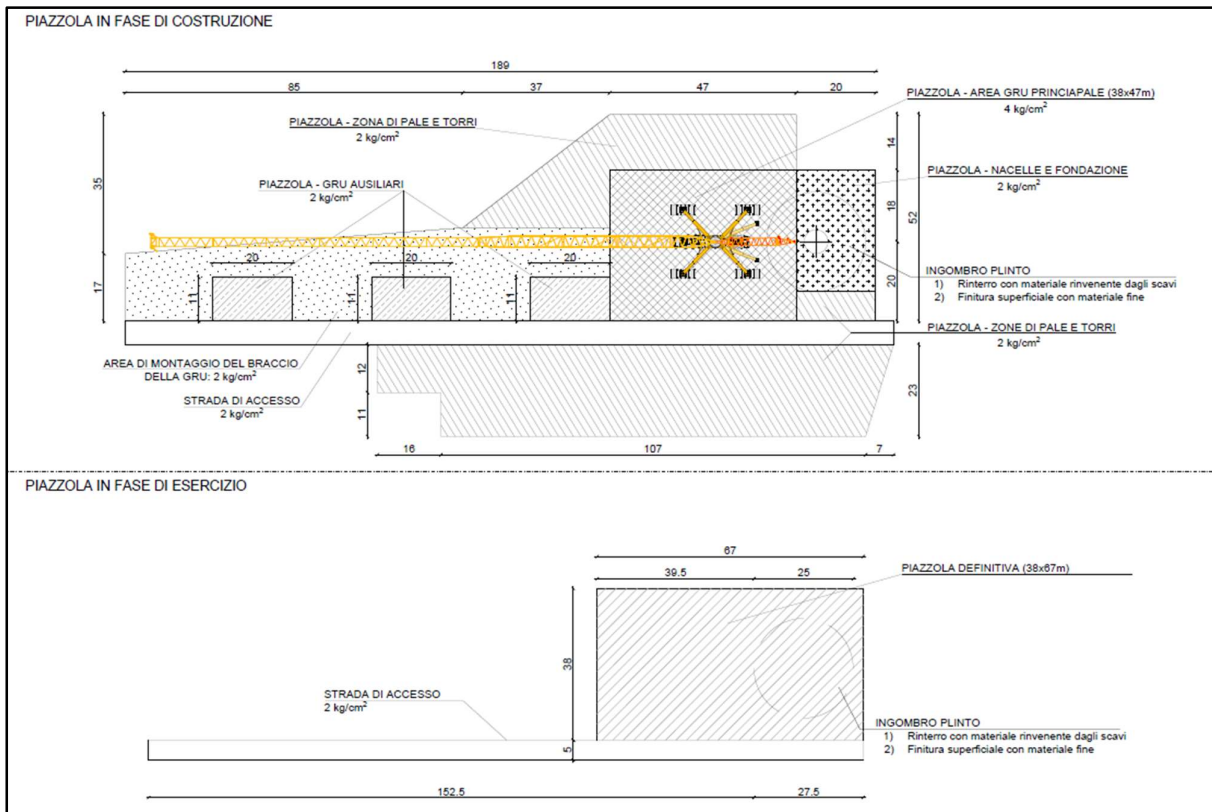 PIAZZOLA IN FASE DI COSTRUZIONE
189
85
37
47
20
PIAZZOLA - AREA GRU PRINCIAPALE (38x47m)
4 kg/cm²
PIAZZOLA - ZONA DI PALE E TORRI
2 kg/cm²
14
PIAZZOLA - NACELLE E FONDAZIONE
2 kg/cm²
PIAZZOLA - GRU AUSILIARI
2 kg/cm²
35
18
52
20
20
20
INGOMBRO PLINTO
1) Rinterro con materiale rinvenente dagli scavi
2) Finitura superficiale con materiale fine
17
11
11
11
20
PIAZZOLA - ZONE DI PALE E TORRI
2 kg/cm²
AREA DI MONTAGGIO DEL BRACCIO
DELLA GRU: 2 kg/cm²
12
23
STRADA DI ACCESSO
2 kg/cm²
11
16
107
7
PIAZZOLA IN FASE DI ESERCIZIO
67
39.5
25
PIAZZOLA DEFINITIVA (38x67m)
38
STRADA DI ACCESSO
2 kg/cm²
INGOMBRO PLINTO
1) Rinterro con materiale rinvenente dagli scavi
2) Finitura superficiale con materiale fine
5
152.5
27.5